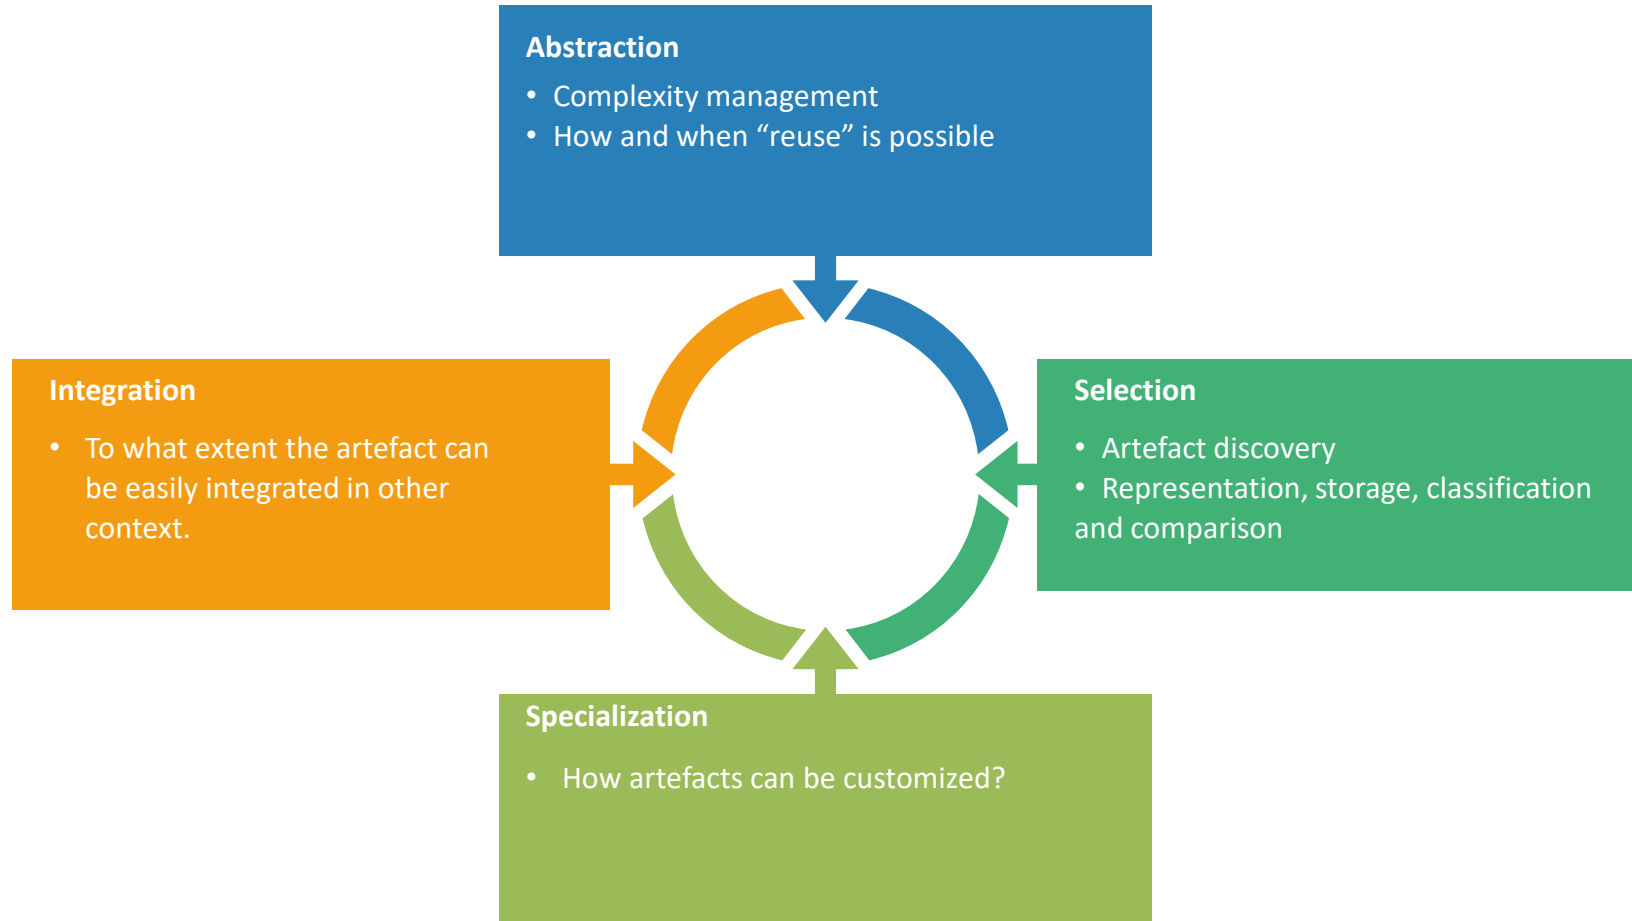 Abstraction
• Complexity management
• How and when “reuse” is possible
Integration
• To what extent the artefact can
be easily integrated in other
context.
Selection
• Artefact discovery
• Representation, storage, classification
and comparison
Specialization
• How artefacts can be customized?